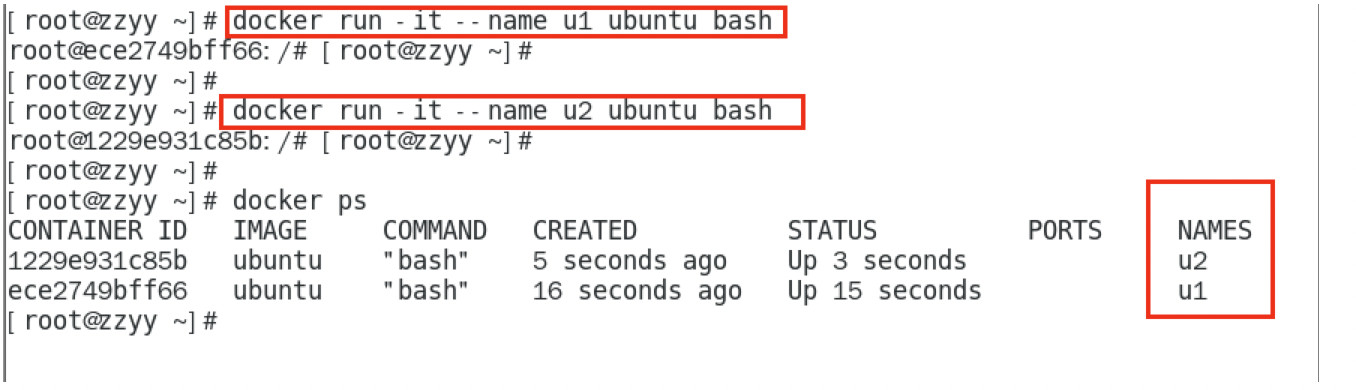 [root@zzyy ~]# docker run -it --name u1 ubuntu bash
root@ece2749bff66:/# [root@zzyy ~]#
[root@zzyy ~]#
[root@zzyy ~]# docker run -it --name u2 ubuntu bash
root@1229e931c85b:/# [root@zzyy ~]#
[root@zzyy ~]#
[root@zzyy ~]# docker ps
CONTAINER ID   IMAGE     COMMAND   CREATED          STATUS          PORTS     NAMES
1229e931c85b   ubuntu    "bash"    5 seconds ago    Up 3 seconds              u2
ece2749bff66   ubuntu    "bash"    16 seconds ago   Up 15 seconds             u1
[root@zzyy ~]#